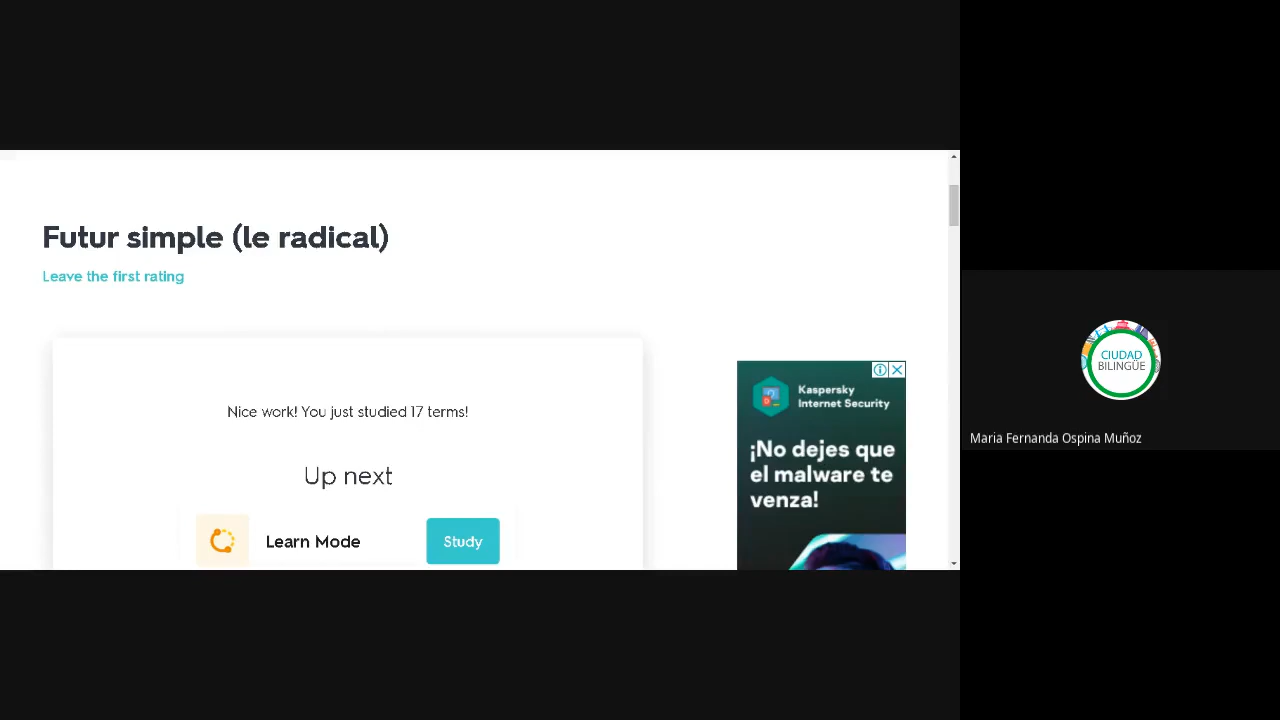 Futur simple (le radical)
Leave the first rating
Nice work! You just studied 17 terms!
Up next
Learn Mode
Study
Kaspersky
Internet Security
¡No dejes que
el malware te
venza!
CIUDAD
BILINGÜE
Maria Fernanda Ospina Muñoz